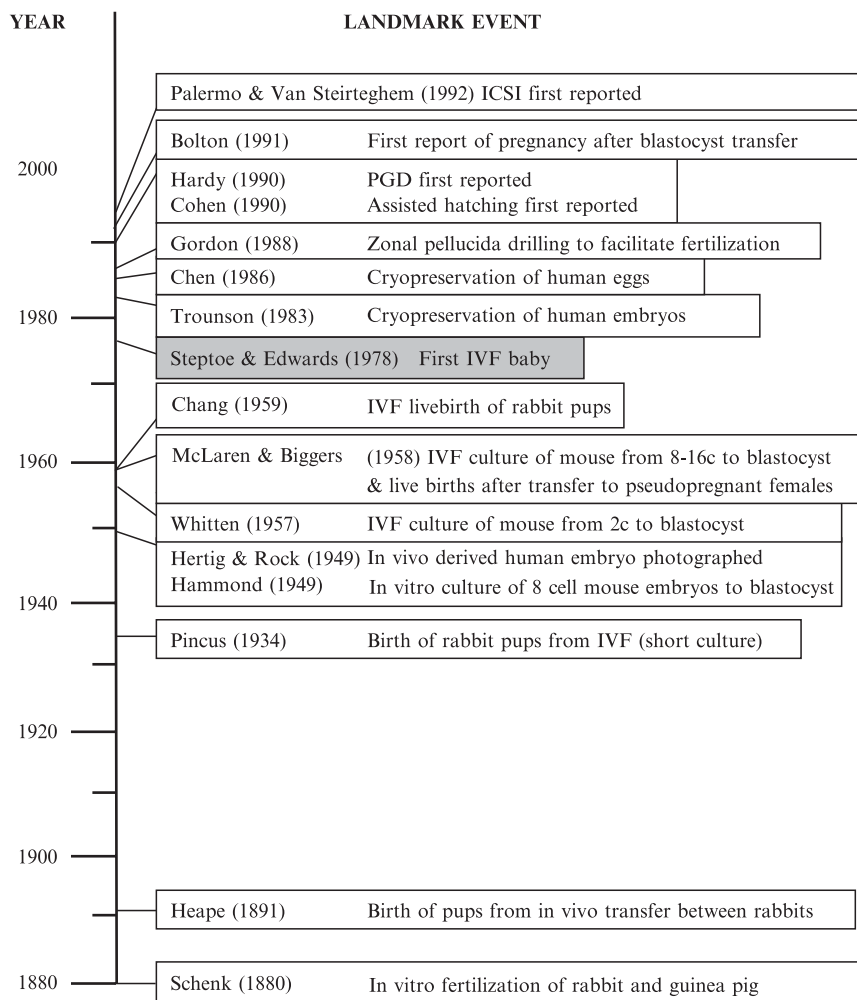 YEAR LANDMARK EVENT
Palermo & Van Steirteghem (1992) ICSI first reported
Bolton (1991) First report of pregnancy after blastocyst transfer
2000
Hardy (1990) PGD first reported
Cohen (1990) Assisted hatching first reported
Gordon (1988) Zonal pellucida drilling to facilitate fertilization
Chen (1986) Cryopreservation of human eggs
1980
Trounson (1983) Cryopreservation of human embryos
Steptoe & Edwards (1978) First IVF baby
Chang (1959) IVF livebirth of rabbit pups
1960
McLaren & Biggers (1958) IVF culture of mouse from 8-16c to blastocyst
& live births after transfer to pseudopregnant females
Whitten (1957) IVF culture of mouse from 2c to blastocyst
Hertig & Rock (1949) In vivo derived human embryo photographed
Hammond (1949) In vitro culture of 8 cell mouse embryos to blastocyst
1940
Pincus (1934) Birth of rabbit pups from IVF (short culture)
1920
1900
Heape (1891) Birth of pups from in vivo transfer between rabbits
1880
Schenk (1880) In vitro fertilization of rabbit and guinea pig